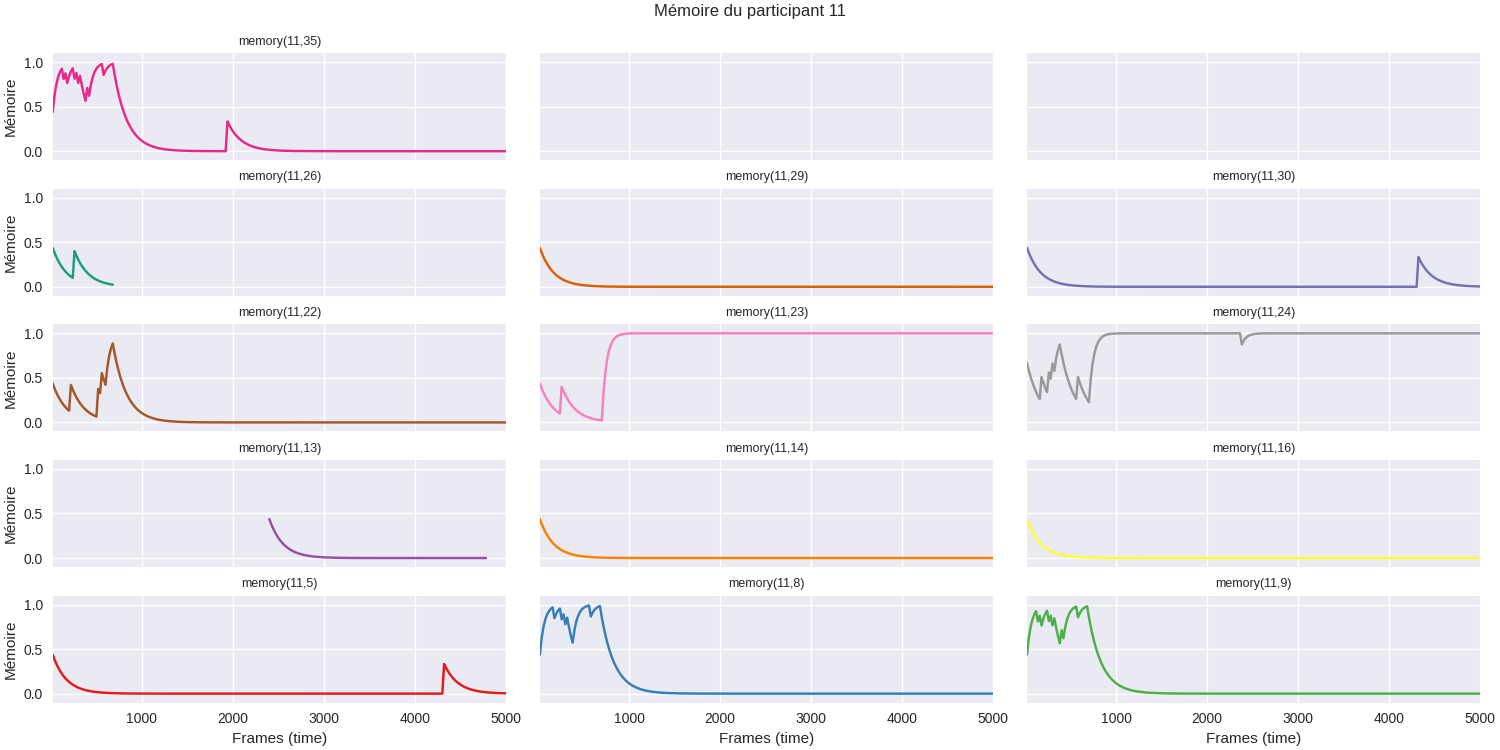 Mémoire du participant 11
memory(11,35)
Mémoire
1.0
0.5
0.0
memory(11,26) memory(11,29) memory(11,30)
Mémoire
1.0
0.5
0.0
memory(11,22) memory(11,23) memory(11,24)
Mémoire
1.0
0.5
0.0
memory(11,13) memory(11,14) memory(11,16)
Mémoire
1.0
0.5
0.0
memory(11,5) memory(11,8) memory(11,9)
Mémoire
1.0
0.5
0.0
1000 2000 3000 4000 5000 1000 2000 3000 4000 5000 1000 2000 3000 4000 5000
Frames (time) Frames (time) Frames (time)